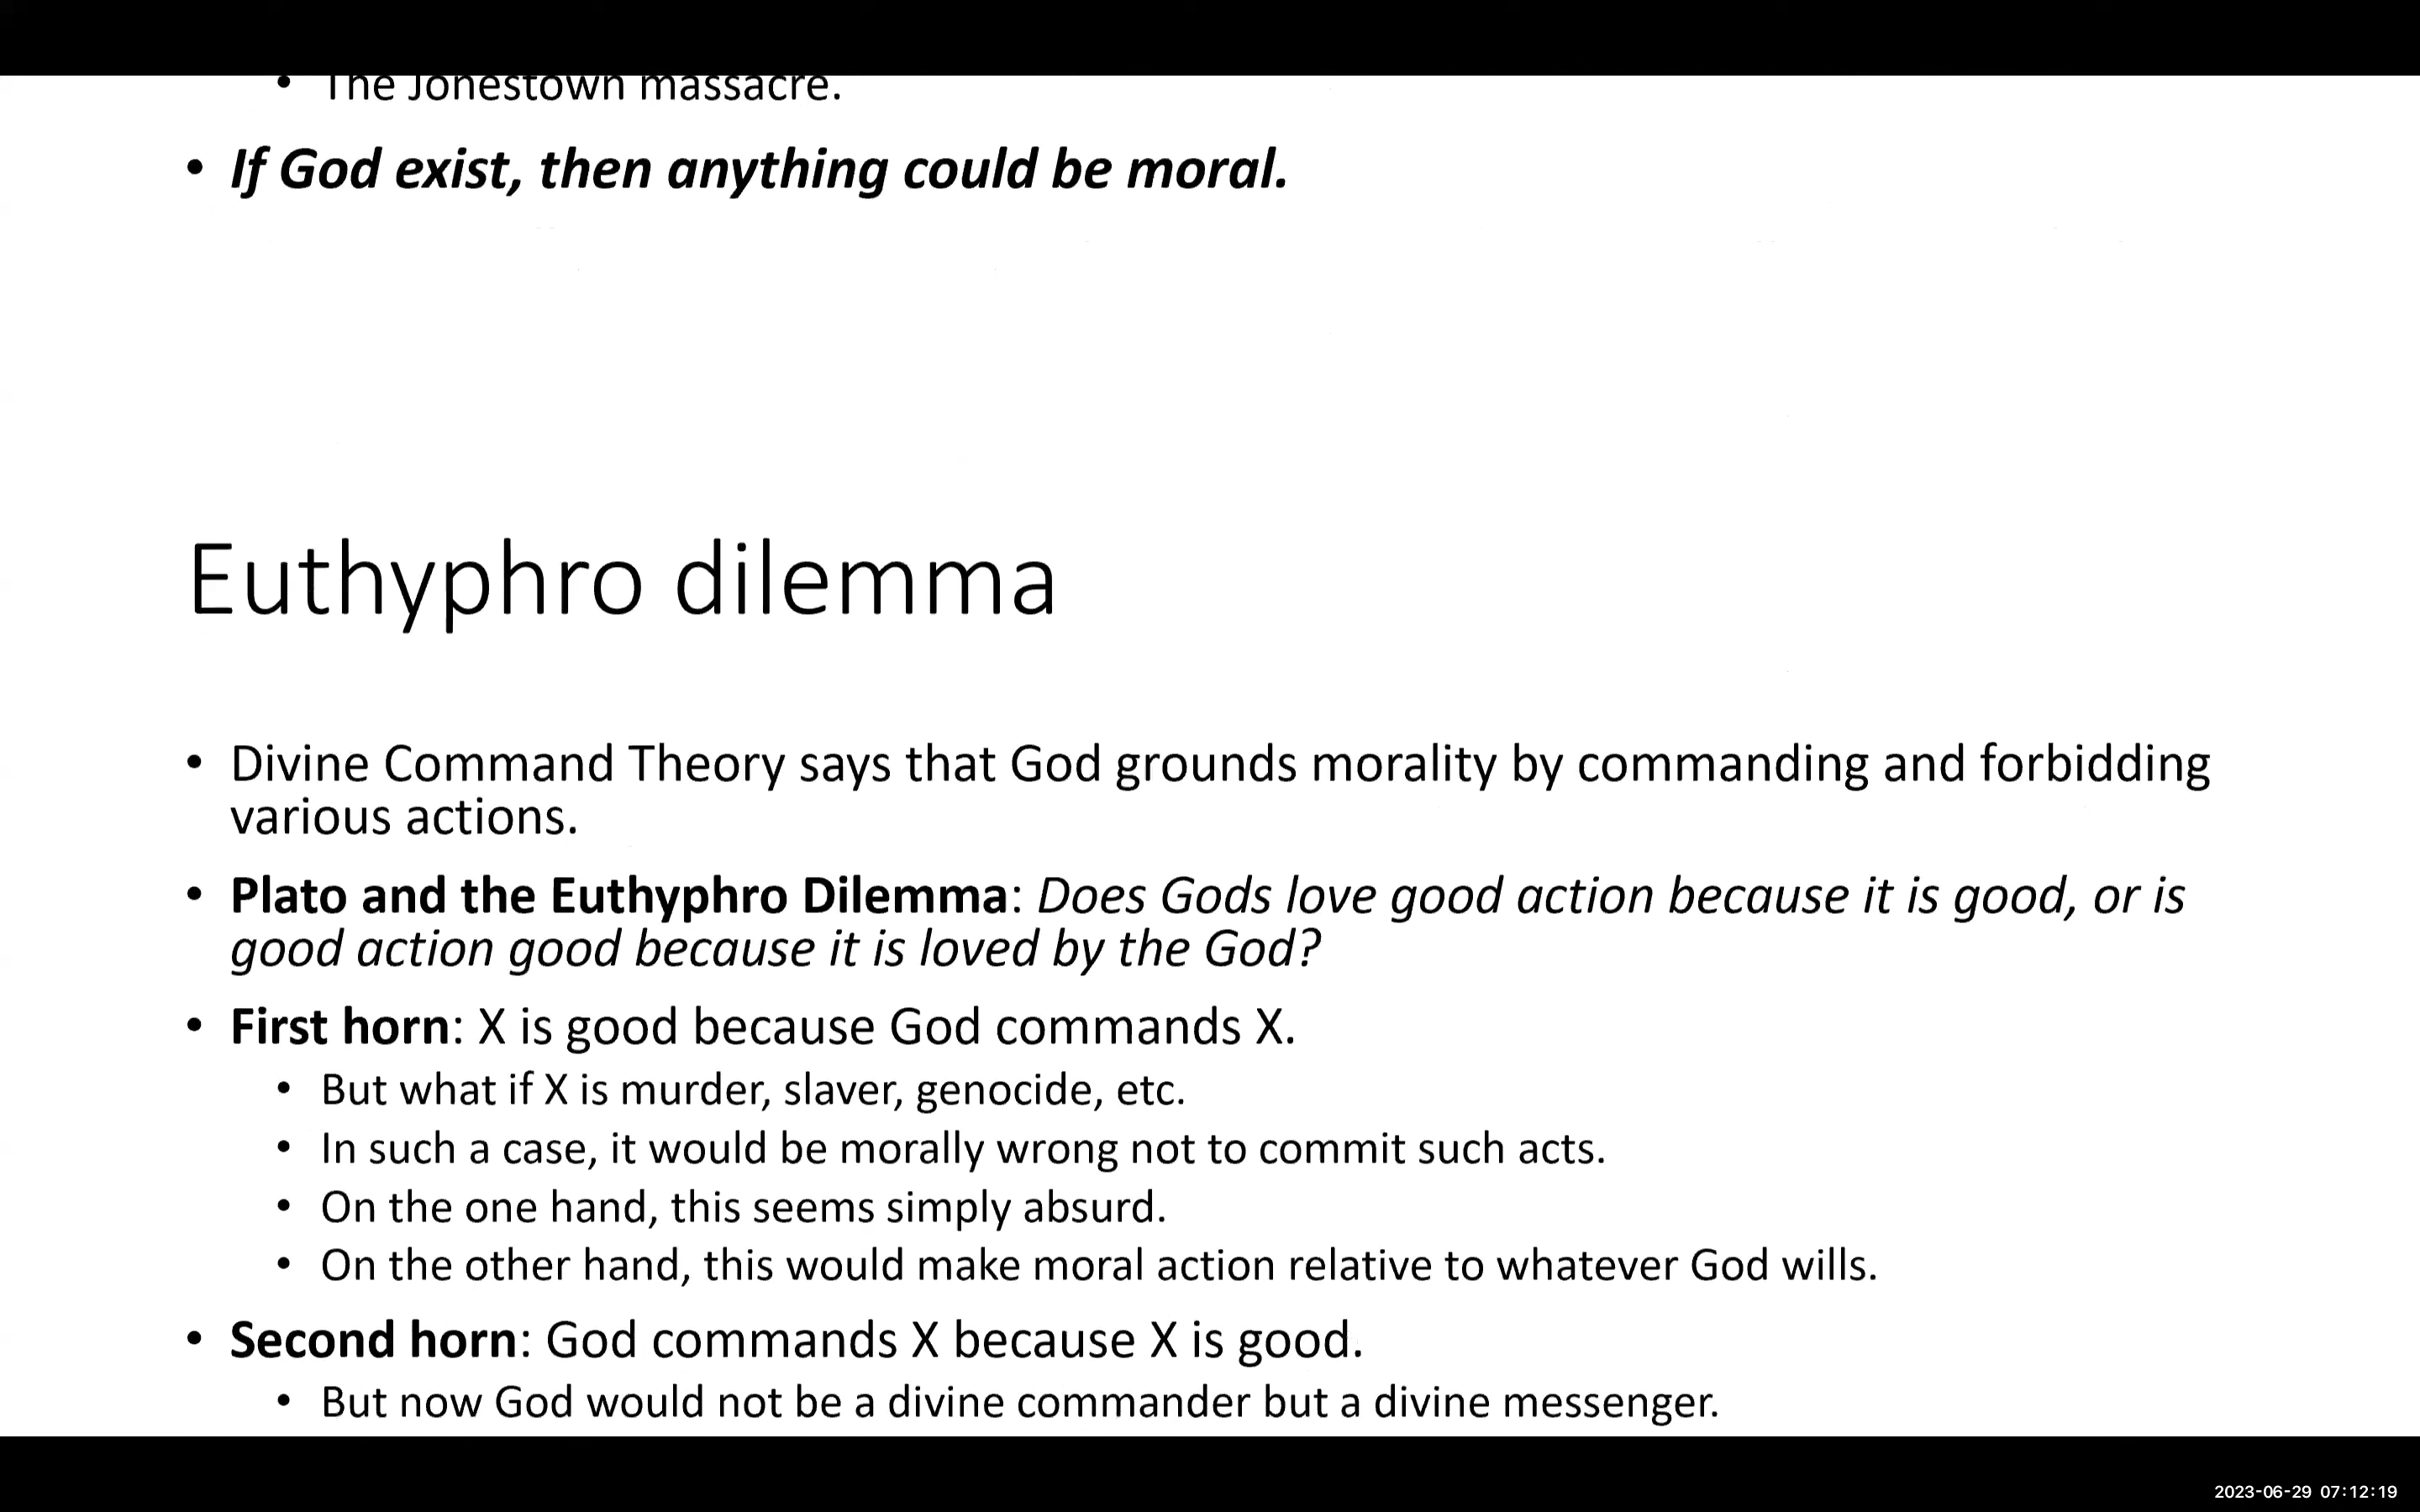 • The Jonestown massacre.
• If God exist, then anything could be moral.
Euthyphro dilemma
• Divine Command Theory says that God grounds morality by commanding and forbidding
various actions.
• Plato and the Euthyphro Dilemma: Does Gods love good action because it is good, or is
good action good because it is loved by the God?
• First horn: X is good because God commands X.
• But what if X is murder, slaver, genocide, etc.
• In such a case, it would be morally wrong not to commit such acts.
• On the one hand, this seems simply absurd.
• On the other hand, this would make moral action relative to whatever God wills.
• Second horn: God commands X because X is good.
• But now God would not be a divine commander but a divine messenger.
2023-06-29 07:12:19